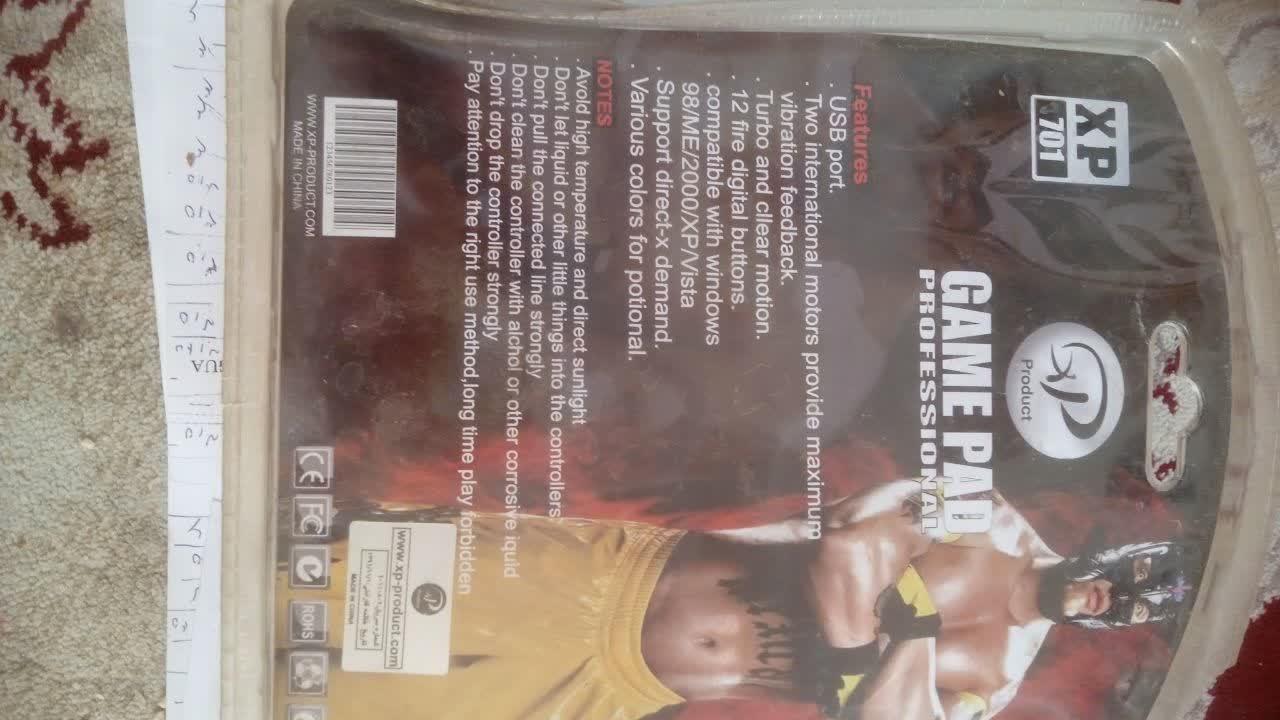 XP
8701
XP
Product
GAME PAD
PROFESSIONAL
Features
. USB port.
. Two international motors provide maximum
vibration feedback.
. Turbo and cllear motion.
. 12 fire digital buttons.
. compatible with windows
98/ME/2000/XP/Vista
. Support direct-x demand.
. Various colors for potional.
NOTES
. Avold high temperature and direct sunlight
. Don't let liquid or other little things into the controllers
. Don't pull the connected line strongly
. Don't clean the controller with alchol or other corrosive iquid
. Don't drop the controller strongly
. Pay attention to the right use method,long time play forbidden
WWW.XP-PRODUCT.COM
MADE IN CHINA
CE
FC
ROHS
www.xp-product.com
MADE IN CHINA